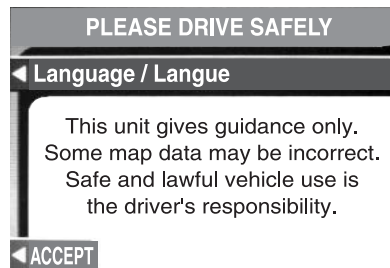 PLEASE DRIVE SAFELY
Language / Langue
This unit gives guidance only.
Some map data may be incorrect.
Safe and lawful vehicle use is
the driver's responsibility.
ACCEPT